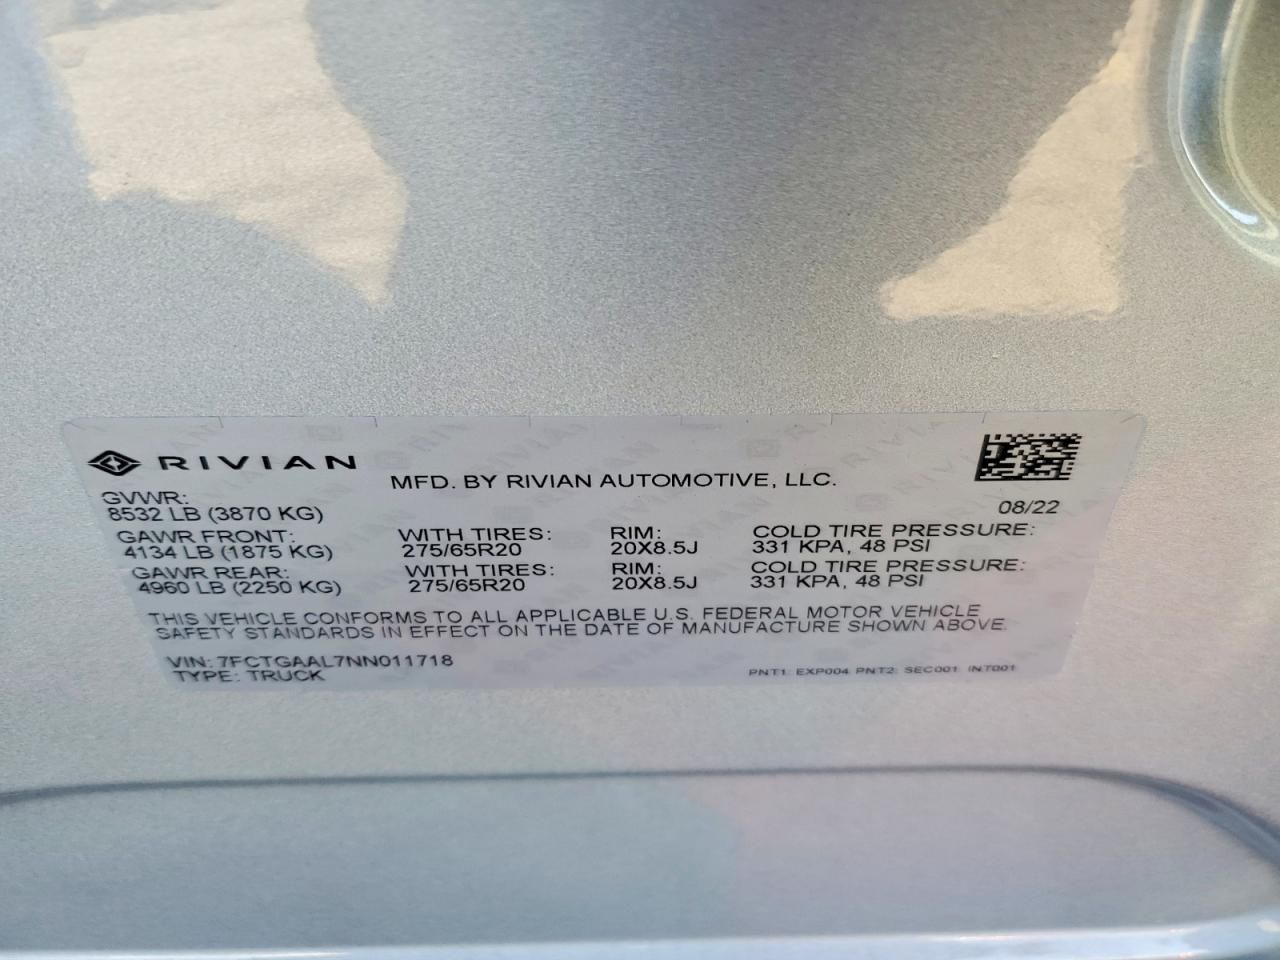 RIVIAN
MFD. BY RIVIAN AUTOMOTIVE, LLC.
08/22
GVWR:
8532 LB (3870 KG)
GAWR FRONT: WITH TIRES: RIM: COLD TIRE PRESSURE:
4134 LB (1875 KG) 275/65R20 20X8.5J 331 KPA, 48 PSI
GAWR REAR: WITH TIRES: RIM: COLD TIRE PRESSURE:
4960 LB (2250 KG) 275/65R20 20X8.5J 331 KPA, 48 PSI
THIS VEHICLE CONFORMS TO ALL APPLICABLE U.S. FEDERAL MOTOR VEHICLE
SAFETY STANDARDS IN EFFECT ON THE DATE OF MANUFACTURE SHOWN ABOVE.
VIN: 7FCTGAAL7NN011718
TYPE: TRUCK
PNT1: EXP004 PNT2: SEC001 INT001